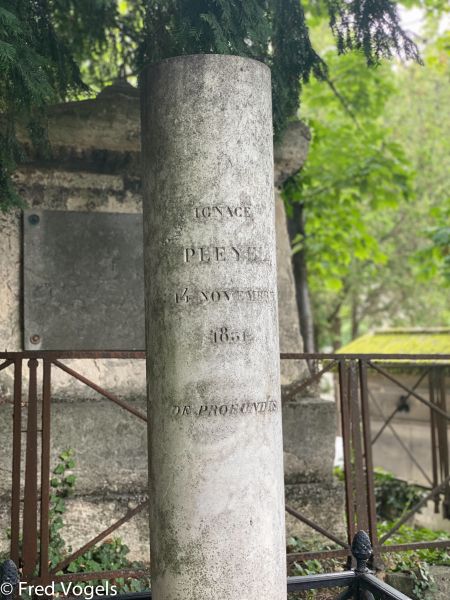 IGNACE
PLEYEL
14 NOVEMBRE
1831
DE PROFUNDIS
© Fred Vogels